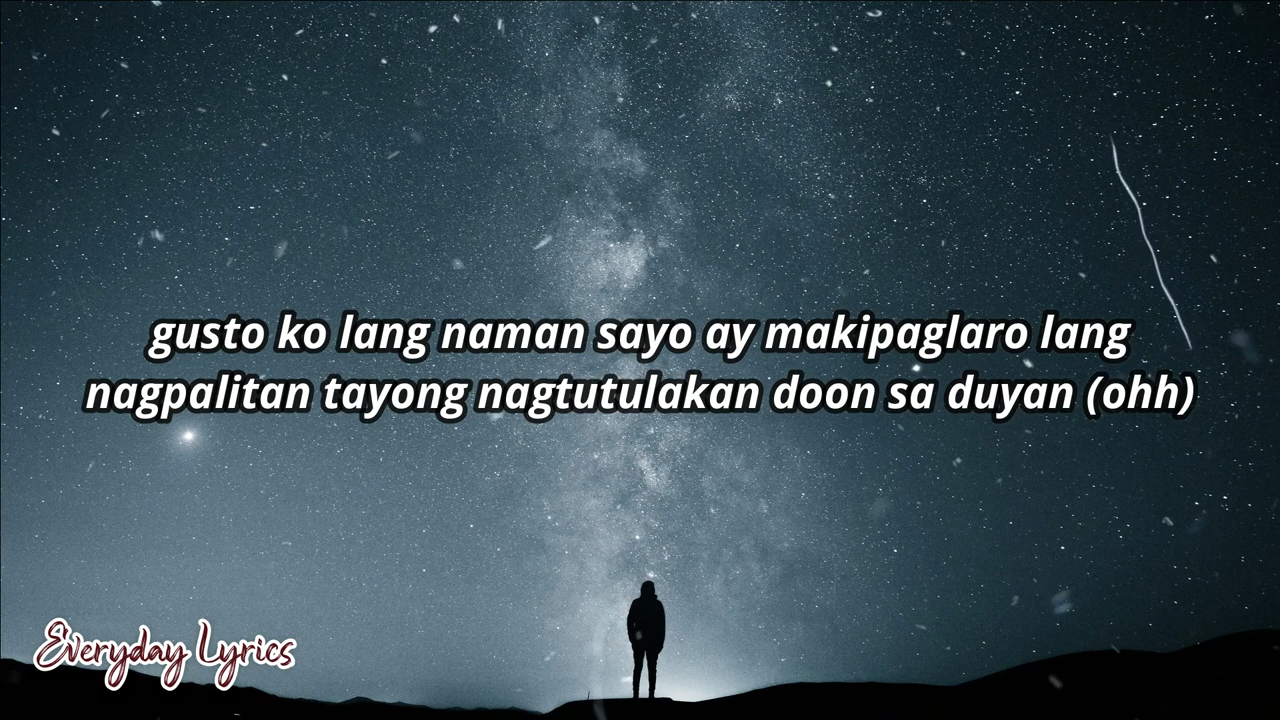 gusto ko lang naman sayo ay makipaglaro lang
nagpalitan tayong nagtutulakan doon sa duyan (ohh)
Everyday Lyrics